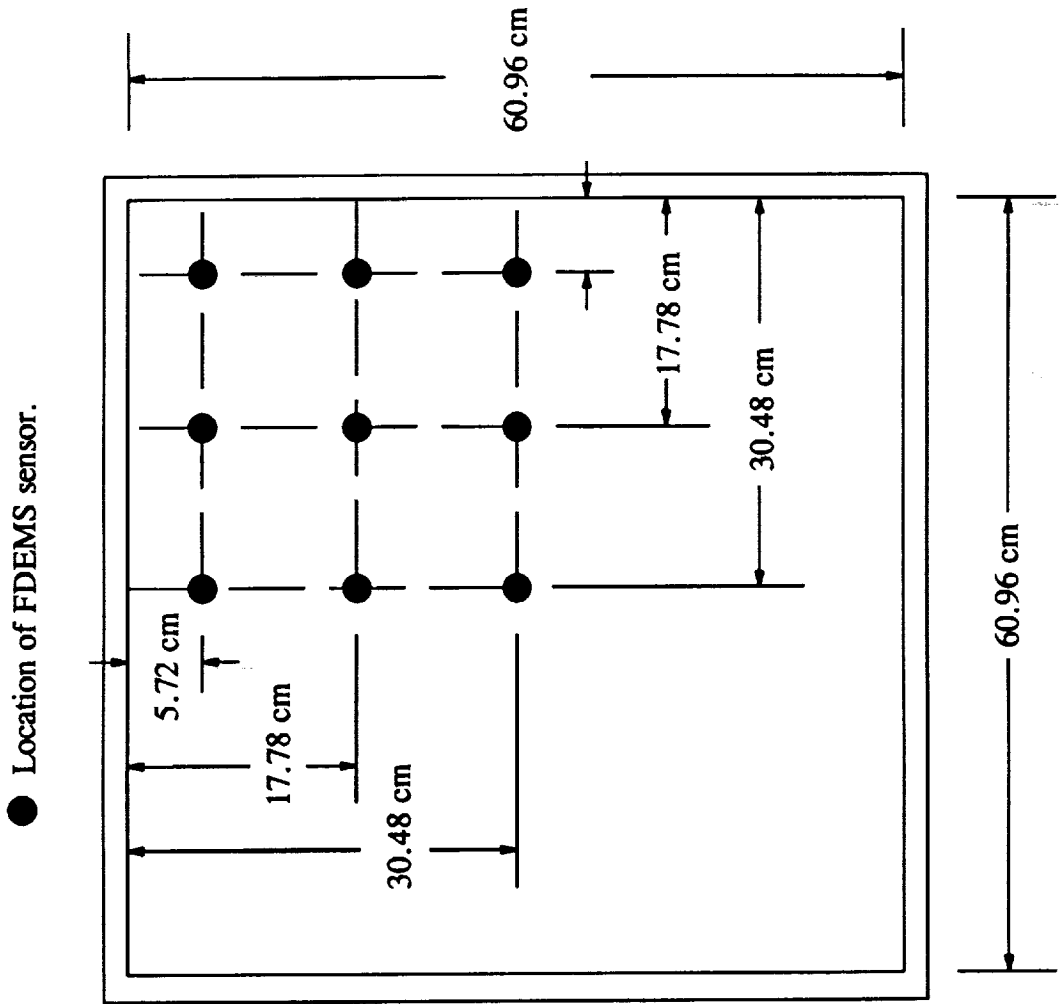 ● Location of FDEMS sensor.
60.96 cm
5.72 cm
17.78 cm
30.48 cm
17.78 cm
30.48 cm
60.96 cm